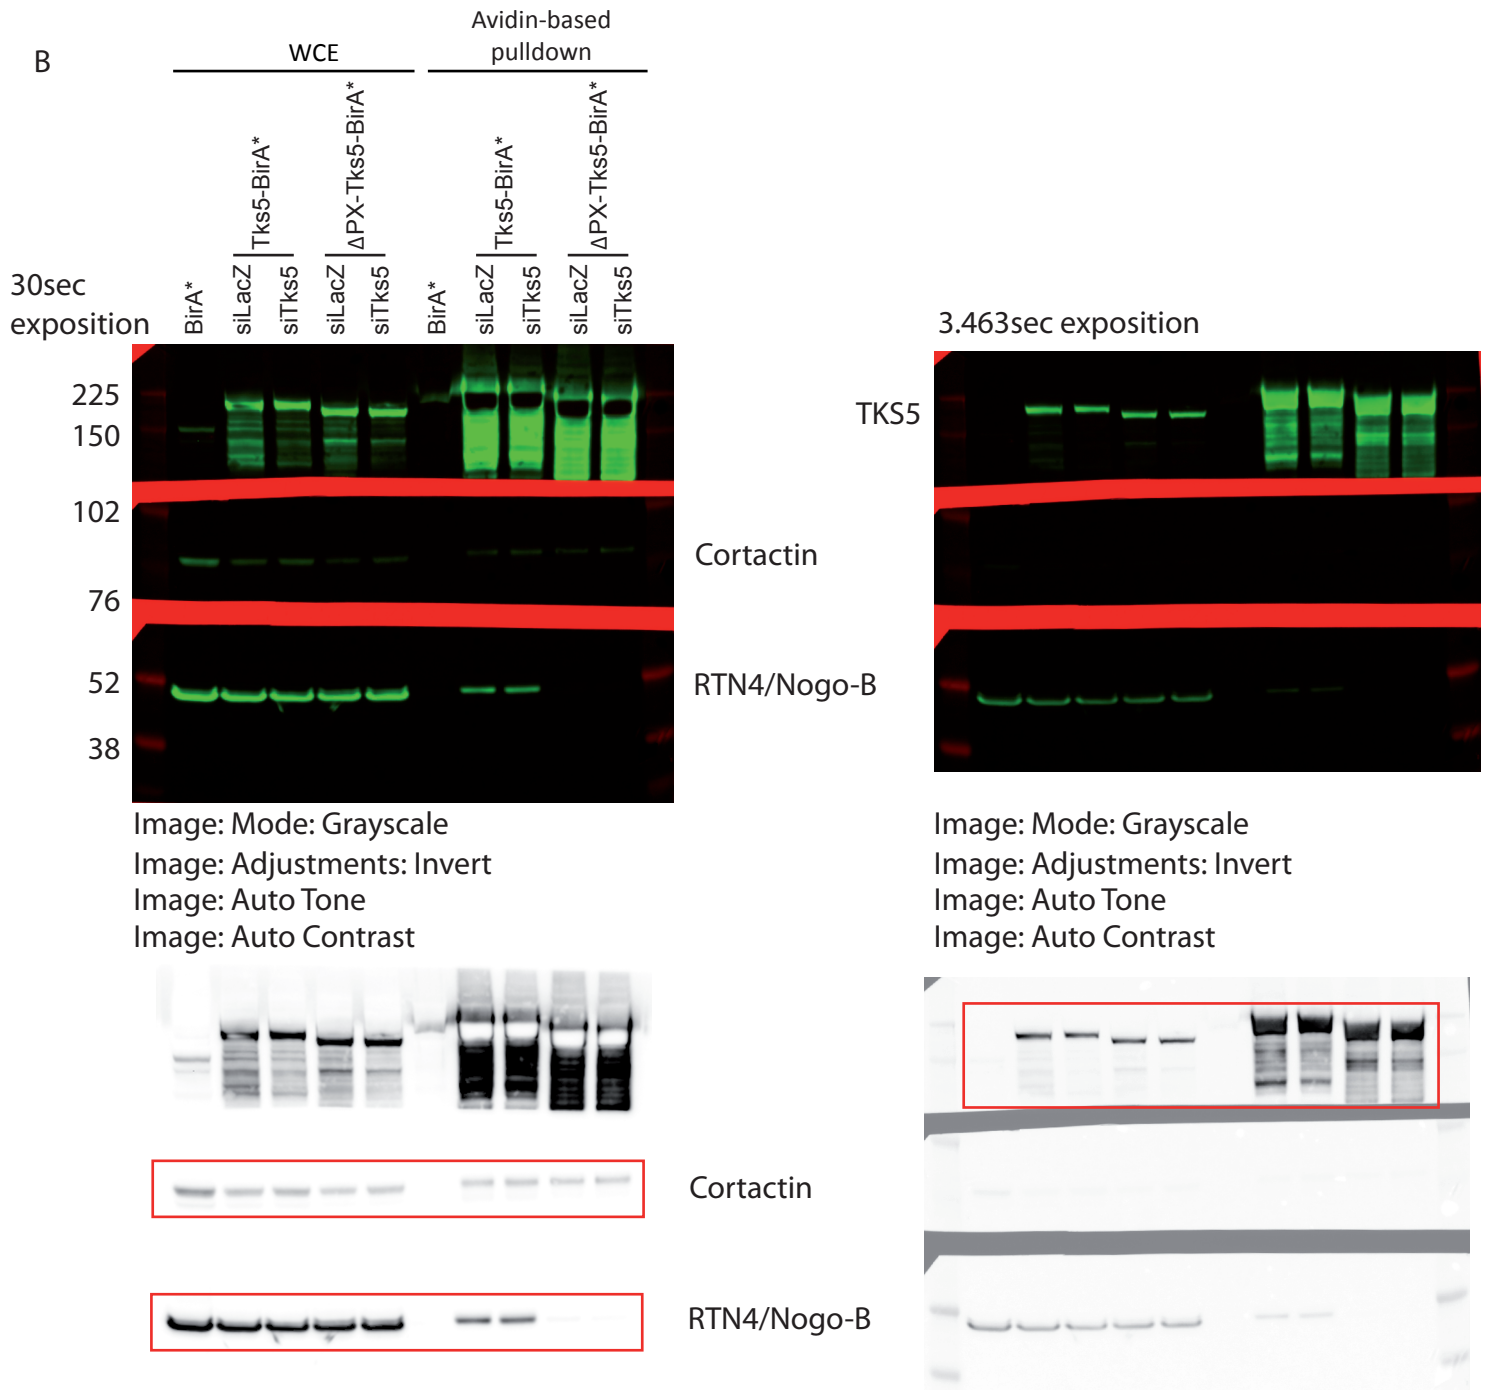 B
WCE
Avidin-based
pulldown
Tks5-BirA*
ΔPX-Tks5-BirA*
Tks5-BirA*
ΔPX-Tks5-BirA*
30sec
exposition
BirA*
siLacZ
siTks5
siLacZ
siTks5
BirA*
siLacZ
siTks5
siLacZ
siTks5
3.463sec exposition
225
150
102
76
52
38
TKS5
Cortactin
RTN4/Nogo-B
Image: Mode: Grayscale
Image: Adjustments: Invert
Image: Auto Tone
Image: Auto Contrast
Image: Mode: Grayscale
Image: Adjustments: Invert
Image: Auto Tone
Image: Auto Contrast
Cortactin
RTN4/Nogo-B